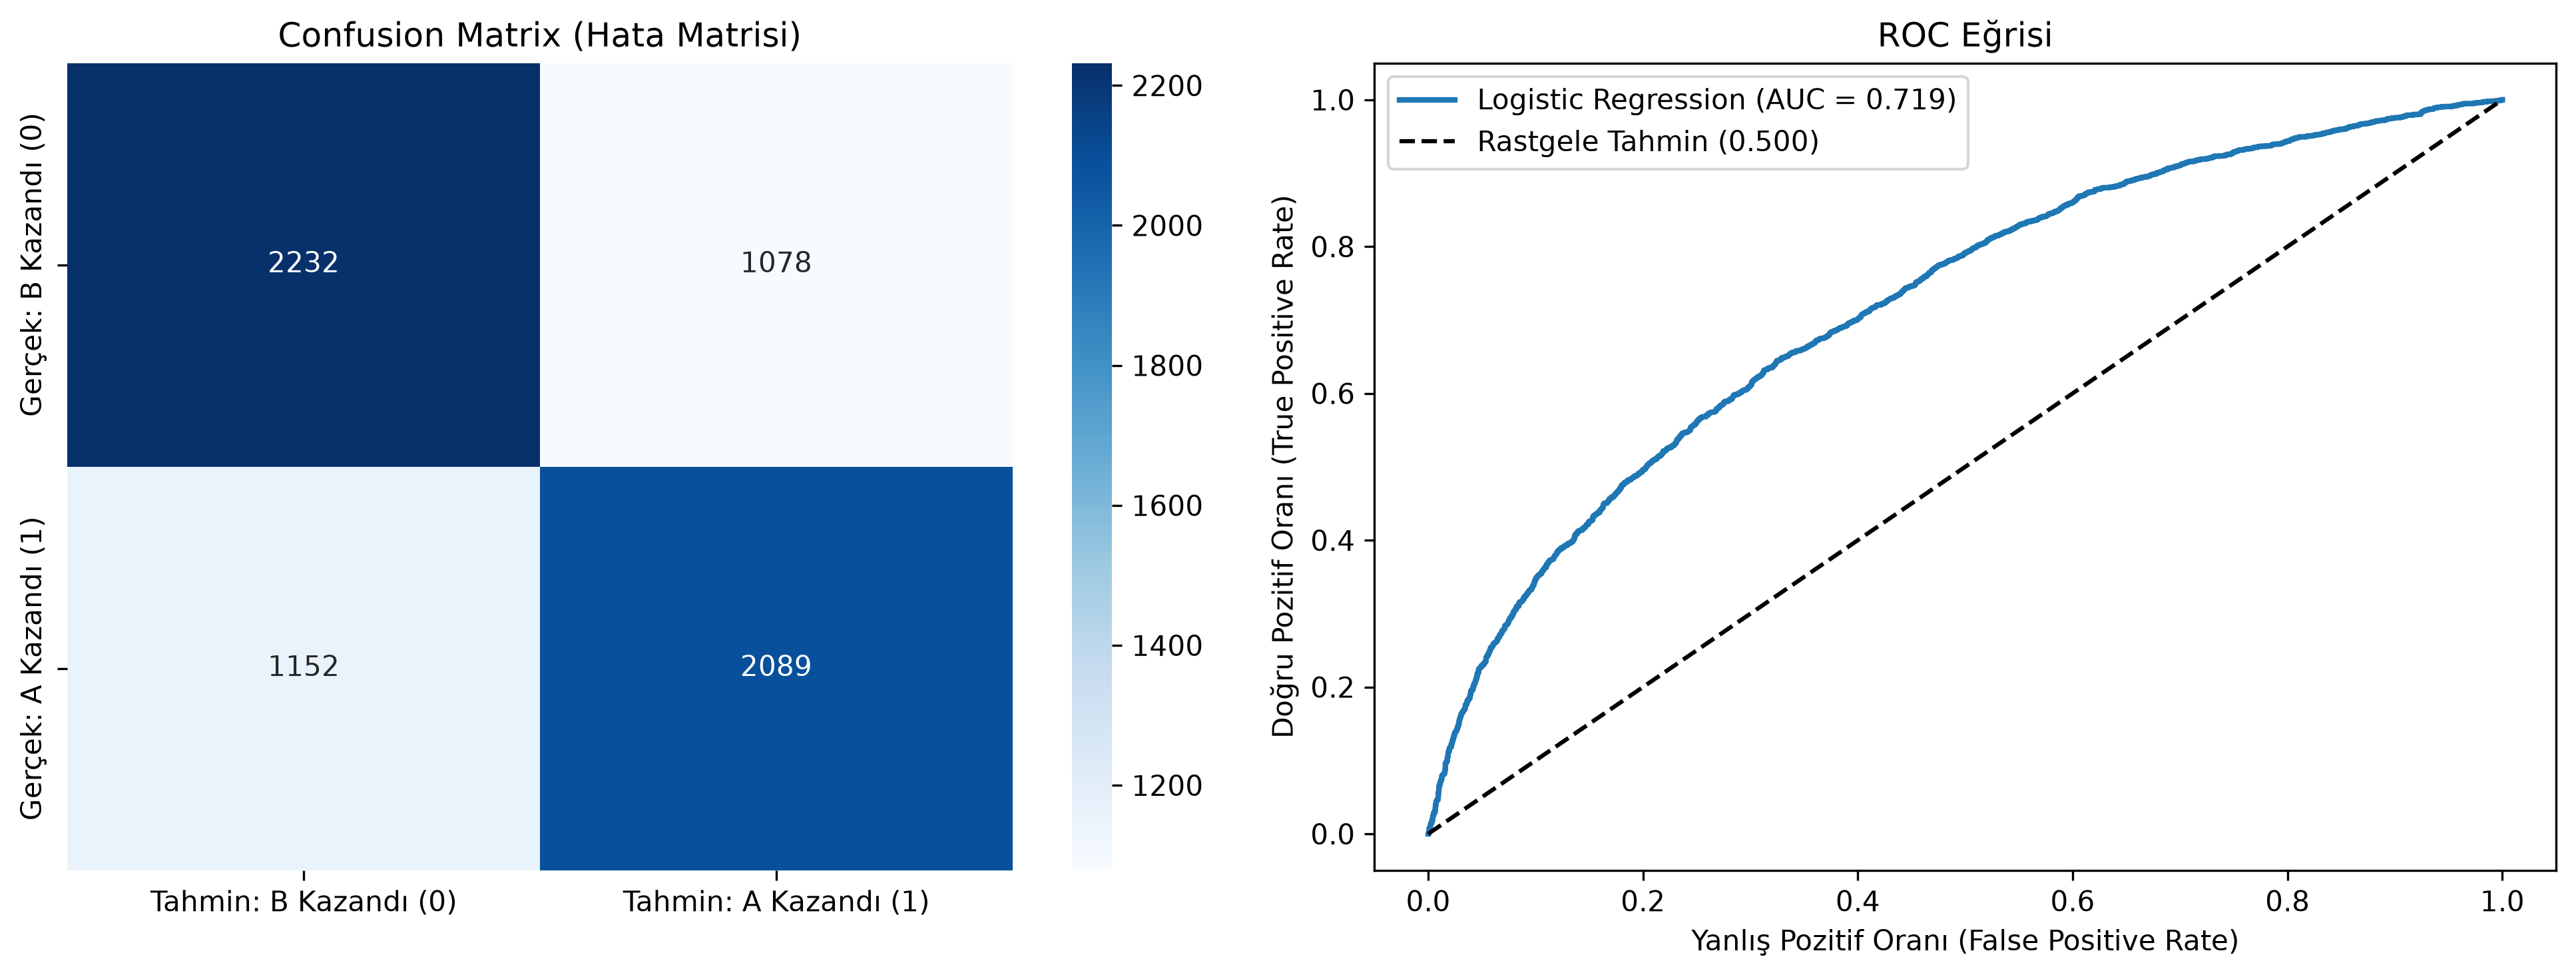 Confusion Matrix (Hata Matrisi)
Gerçek: B Kazandı (0)
Gerçek: A Kazandı (1)
2232
1078
1152
2089
Tahmin: B Kazandı (0)
Tahmin: A Kazandı (1)
2200
2000
1800
1600
1400
1200
ROC Eğrisi
Logistic Regression (AUC = 0.719)
Rastgele Tahmin (0.500)
Doğru Pozitif Oranı (True Positive Rate)
1.0
0.8
0.6
0.4
0.2
0.0
0.0
0.2
0.4
0.6
0.8
1.0
Yanlış Pozitif Oranı (False Positive Rate)